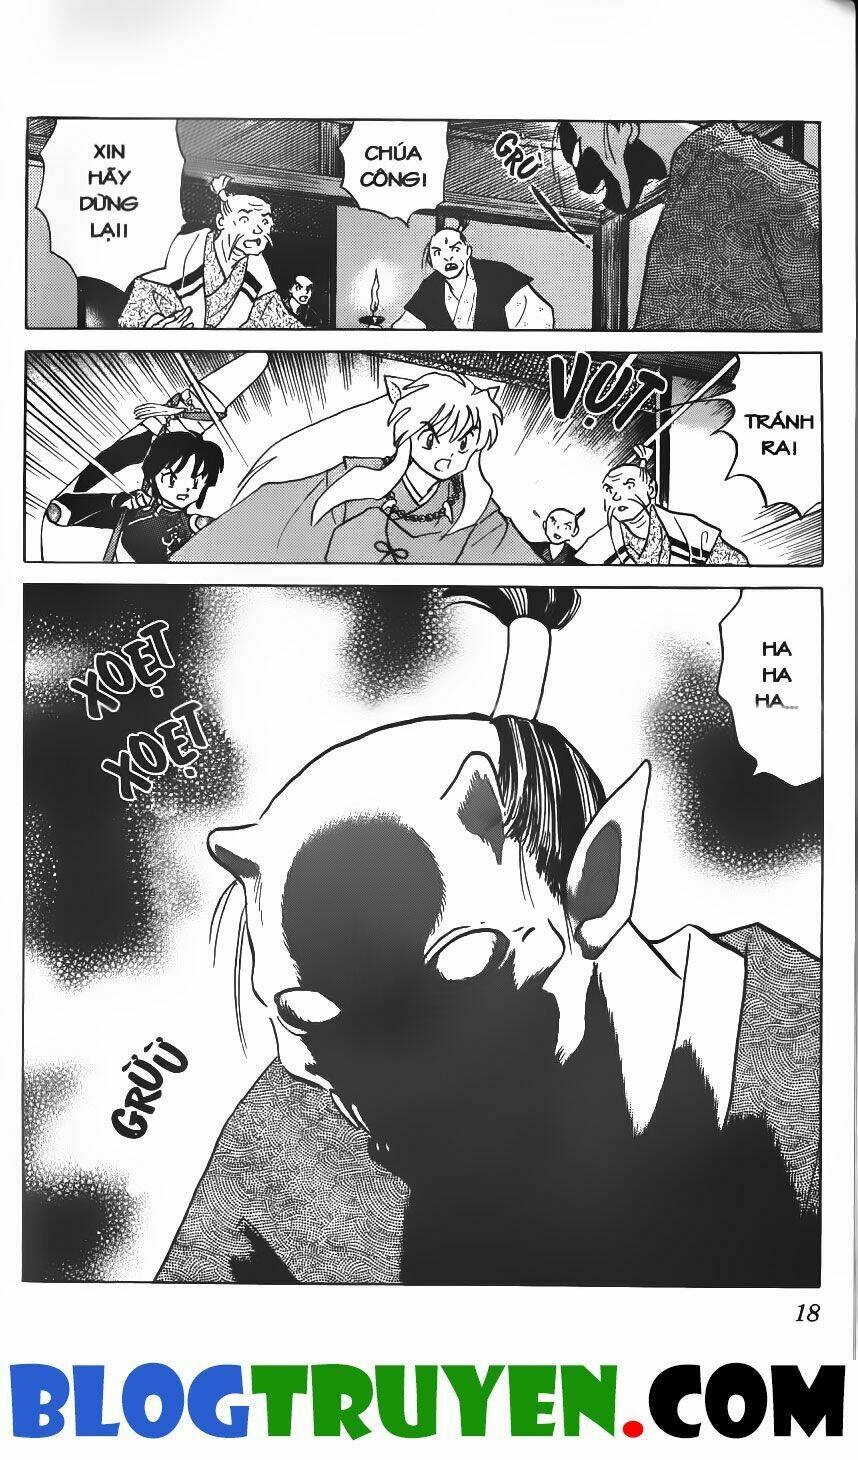 XIN
HÃY
DỪNG
LẠI!
CHÚA
CÔNG!
GRỪ
VỤT
TRÁNH
RA!
HA
HA
HA....
XOẸT
XOẸT
GRỪỪ
18
BLOGTRUYEN.COM